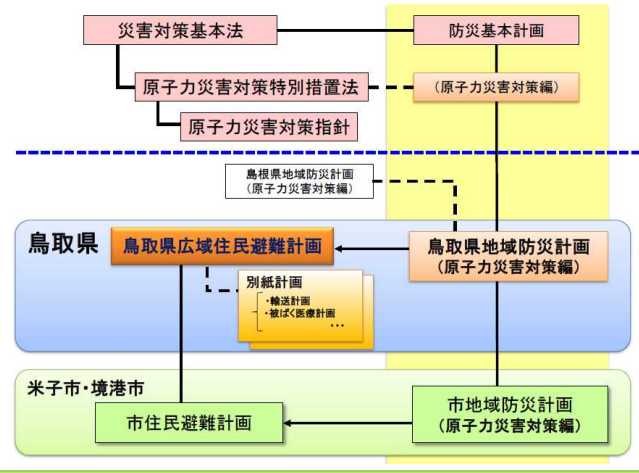 災害対策基本法
防災基本計画
原子力災害対策特別措置法
(原子力災害対策編)
原子力災害対策指針
島根県地域防災計画
(原子力災害対策編)
鳥取県
鳥取県広域住民避難計画
鳥取県地域防災計画
(原子力災害対策編)
別紙計画
・輸送計画
・被ばく医療計画
…
米子市・境港市
市住民避難計画
市地域防災計画
(原子力災害対策編)